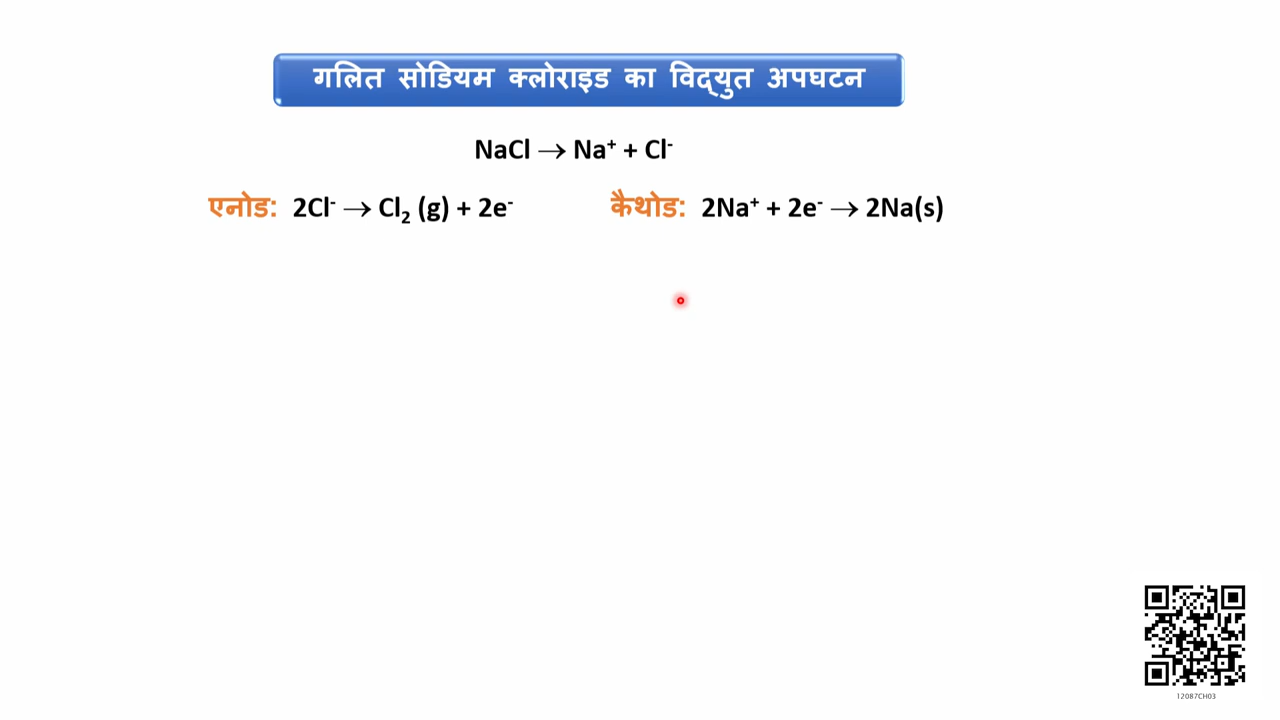 गलित सोडियम क्लोराइड का विद्युत अपघटन
NaCl → Na⁺ + Cl⁻
एनोड: 2Cl⁻ → Cl₂ (g) + 2e⁻ कैथोड: 2Na⁺ + 2e⁻ → 2Na(s)
12087CH03